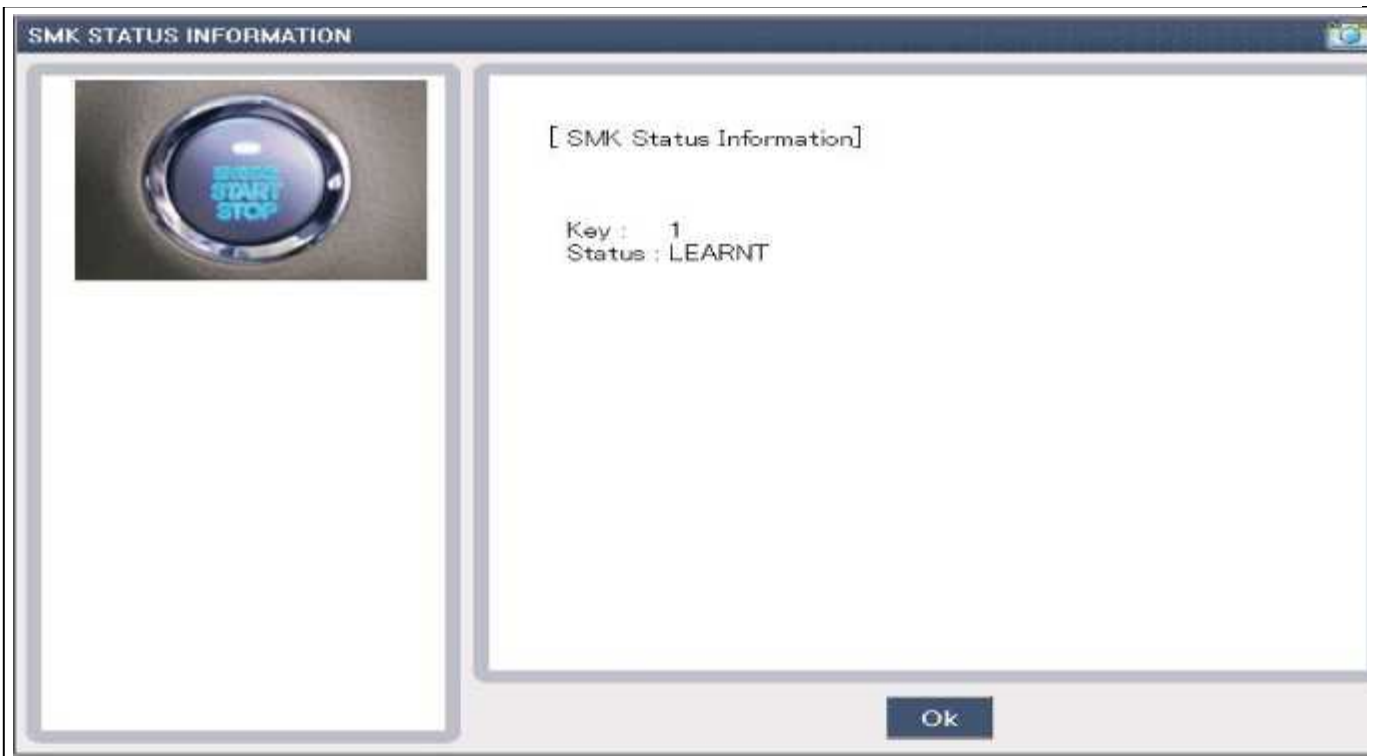 SMK STATUS INFORMATION
START
STOP
[ SMK Status Information]
Key : 1
Status : LEARNT
Ok